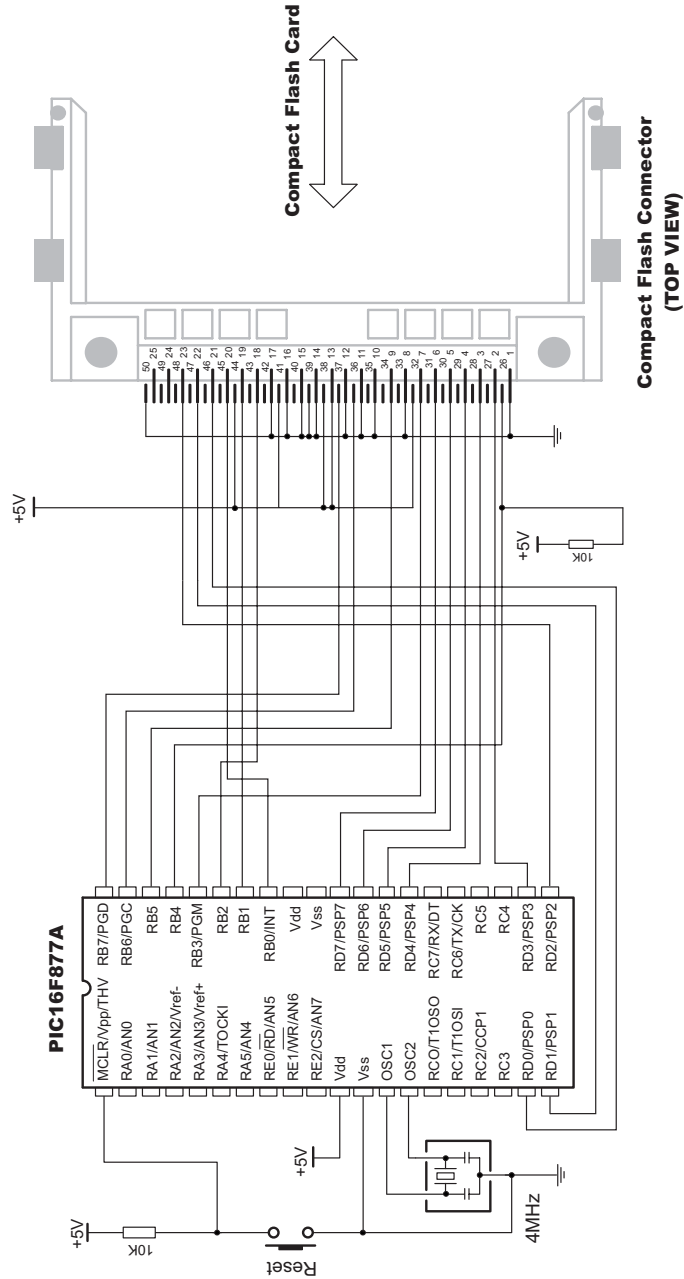 Compact Flash Card
Compact Flash Connector
(TOP VIEW)
50
25
49
24
48
23
47
22
46
21
45
20
44
19
43
18
42
17
41
16
40
15
39
14
38
13
37
12
36
11
35
10
34
9
33
8
32
7
31
6
30
5
29
4
28
3
27
2
26
1
+5V
+5V
10K
PIC16F877A
MCLR/Vpp/THV
RA0/AN0
RA1/AN1
RA2/AN2/Vref-
RA3/AN3/Vref+
RA4/TOCKI
RA5/AN4
RE0/RD/AN5
RE1/WR/AN6
RE2/CS/AN7
Vdd
Vss
OSC1
OSC2
RCO/T1OSO
RC1/T1OSI
RC2/CCP1
RC3
RD0/PSP0
RD1/PSP1
RB7/PGD
RB6/PGC
RB5
RB4
RB3/PGM
RB2
RB1
RB0/INT
Vdd
Vss
RD7/PSP7
RD6/PSP6
RD5/PSP5
RD4/PSP4
RC7/RX/DT
RC6/TX/CK
RC5
RC4
RD3/PSP3
RD2/PSP2
+5V
10K
Reset
+5V
4MHz